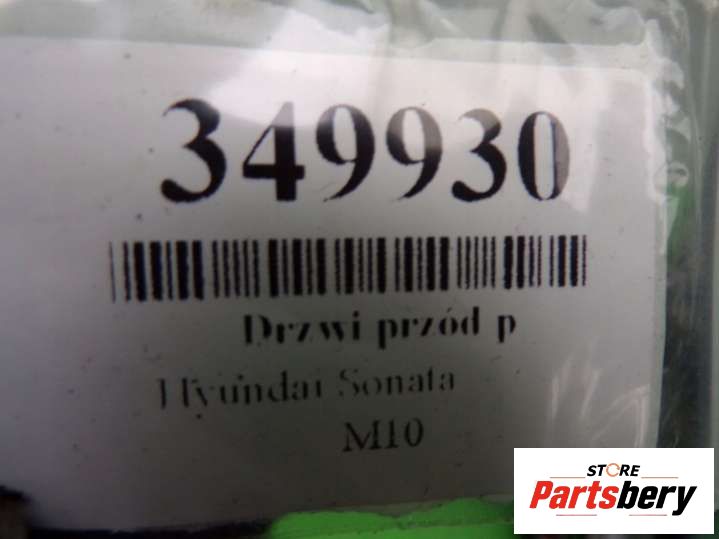 349930
Drzwi przód p
Hyundai Sonata
M10
STORE
Partsbery